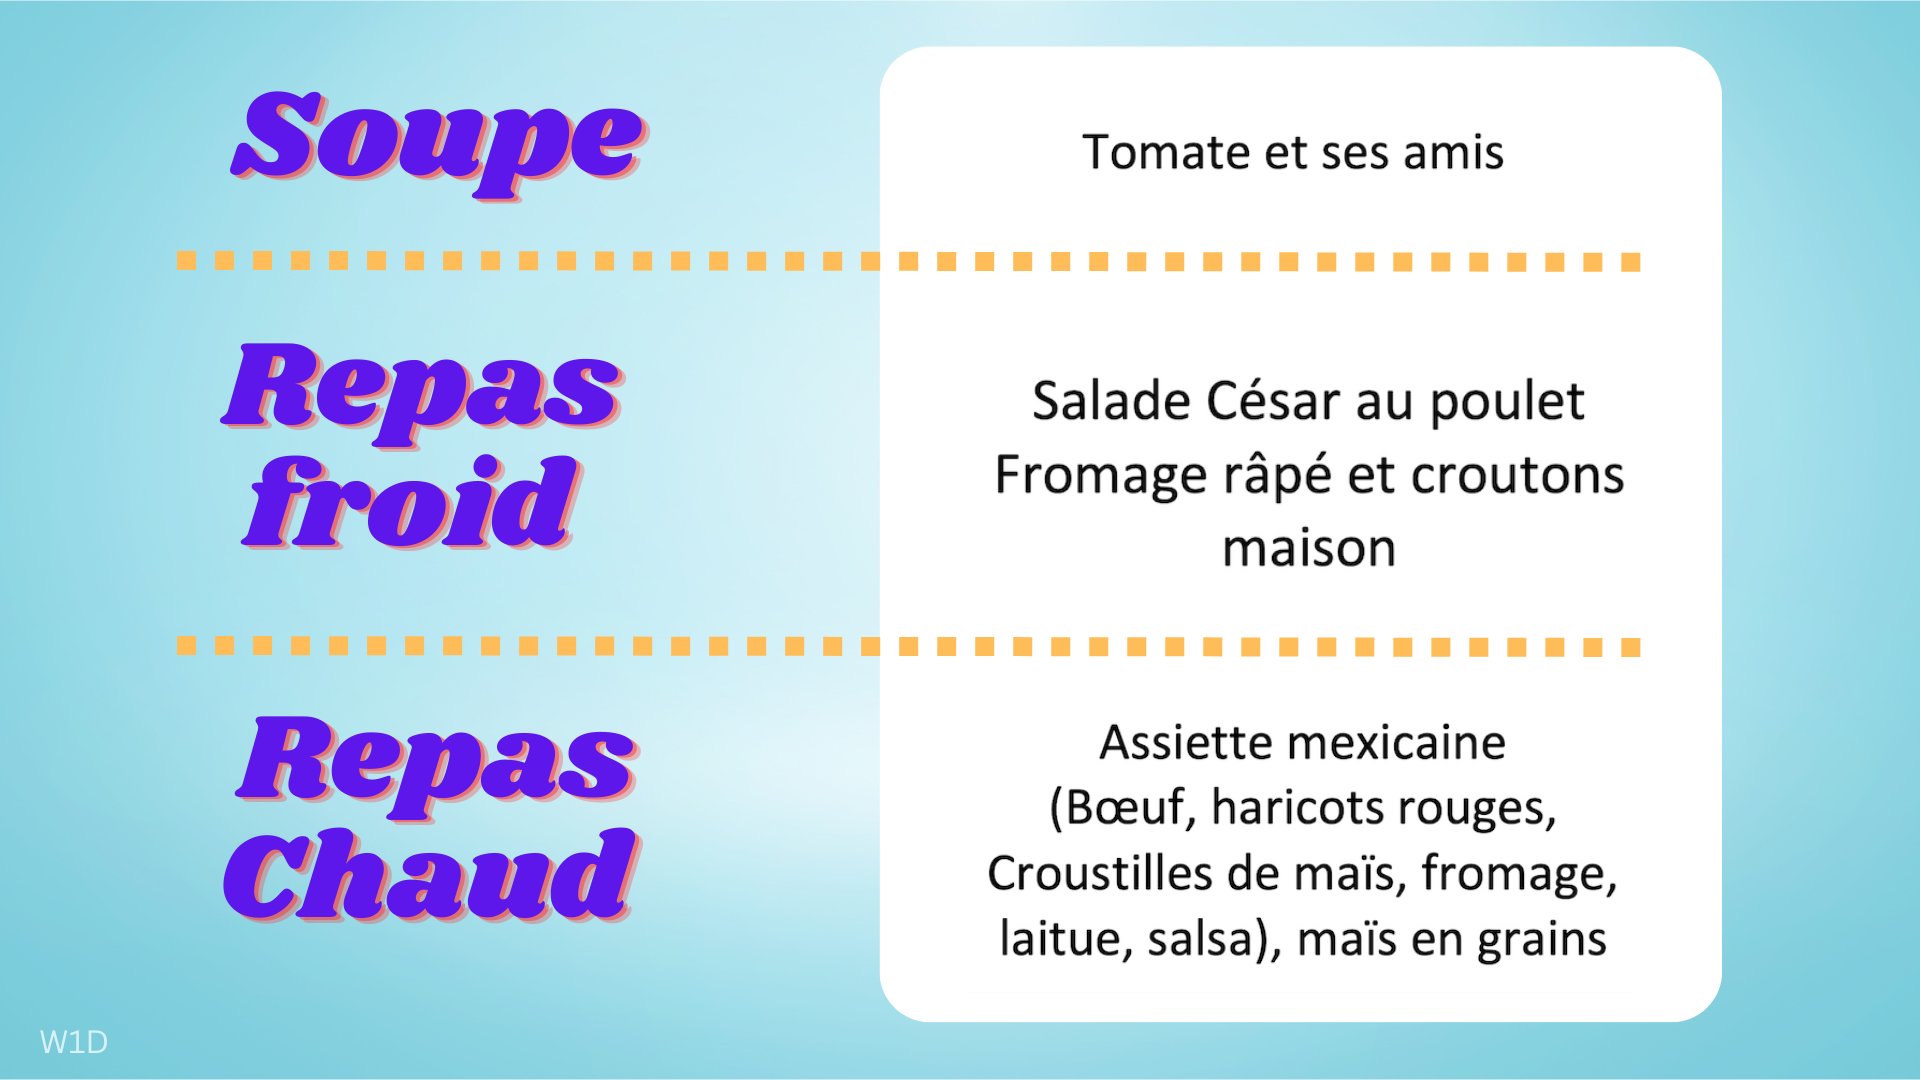 Soupe
Tomate et ses amis
Repas
froid
Salade César au poulet
Fromage râpé et croutons
maison
Repas
Chaud
Assiette mexicaine
(Bœuf, haricots rouges,
Croustilles de maïs, fromage,
laitue, salsa), maïs en grains
W1D